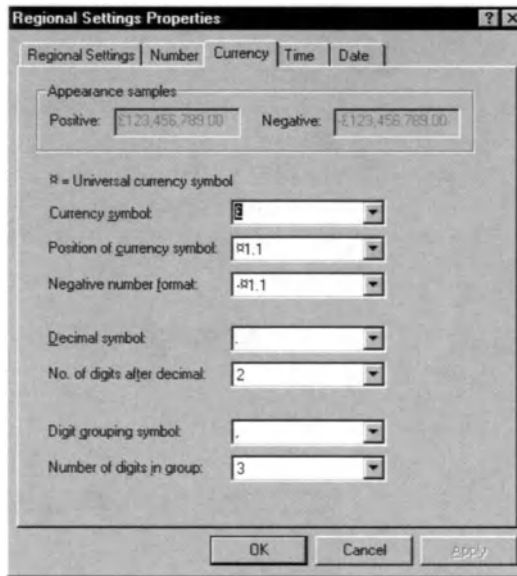 Regional Settings Properties
Regional Settings Number Currency Time Date
Appearance samples
Positive: £123,456,789.00 Negative: -£123,456,789.00
¤ = Universal currency symbol
Currency symbol: £
Position of currency symbol: ¤1.1
Negative number format: -¤1.1
Decimal symbol: .
No. of digits after decimal: 2
Digit grouping symbol: ,
Number of digits in group: 3
OK Cancel Apply